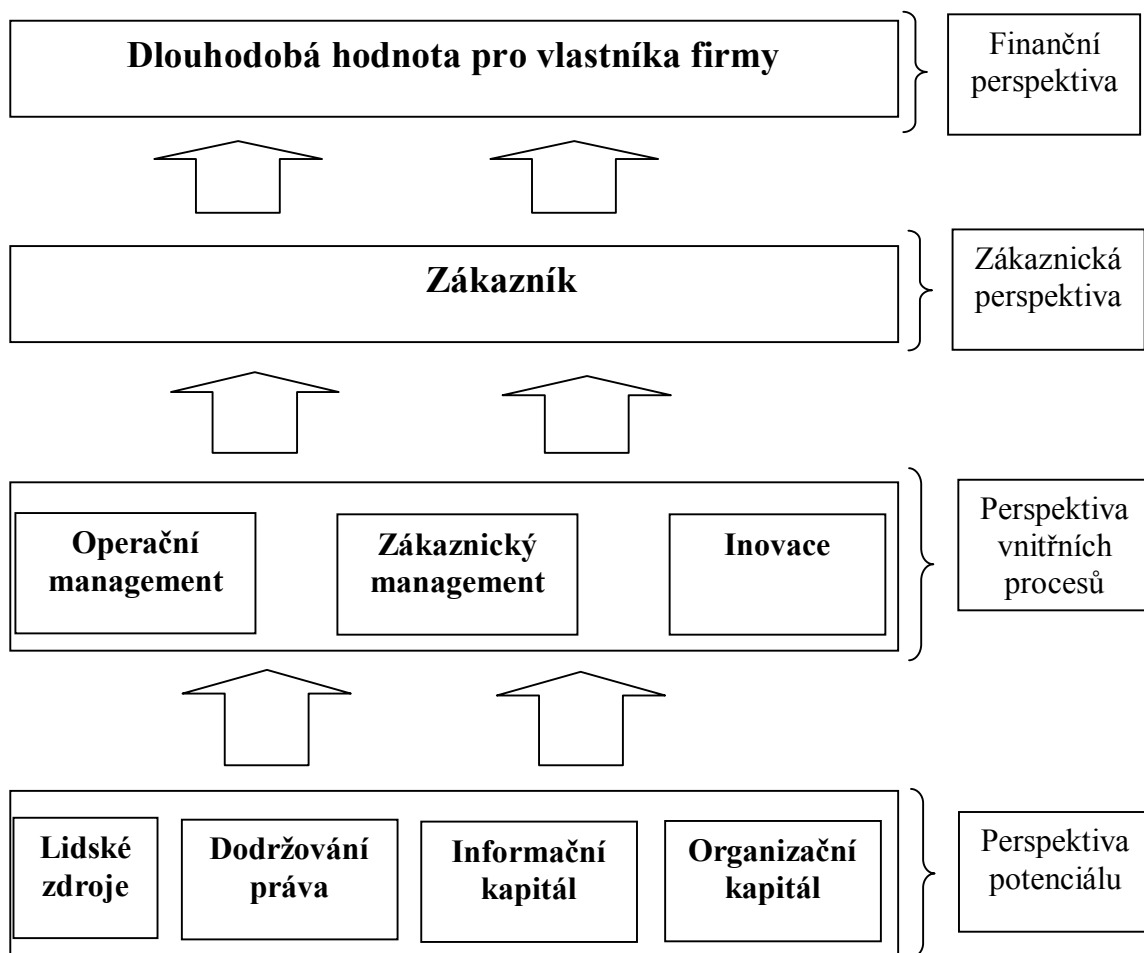 Dlouhodobá hodnota pro vlastníka firmy
Finanční
perspektiva
Zákazník
Zákaznická
perspektiva
Operační
management
Zákaznický
management
Inovace
Perspektiva
vnitřních
procesů
Lidské
zdroje
Dodržování
práva
Informační
kapitál
Organizační
kapitál
Perspektiva
potenciálu